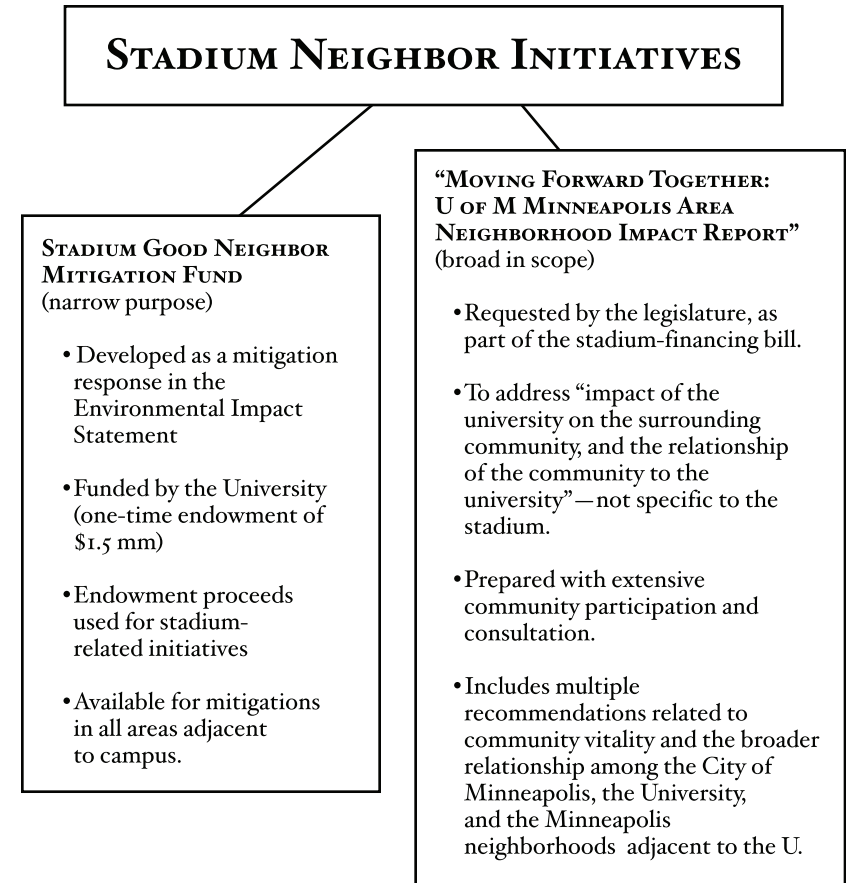 Stadium Neighbor Initiatives
Stadium Good Neighbor
Mitigation Fund
(narrow purpose)
• Developed as a mitigation
response in the
Environmental Impact
Statement
•Funded by the University
(one-time endowment of
$1.5 mm)
•Endowment proceeds
used for stadium-
related initiatives
•Available for mitigations
in all areas adjacent
to campus.
“Moving Forward Together:
U of M Minneapolis Area
Neighborhood Impact Report”
(broad in scope)
•Requested by the legislature, as
part of the stadium-financing bill.
•To address “impact of the
university on the surrounding
community, and the relationship
of the community to the
university”—not specific to the
stadium.
•Prepared with extensive
community participation and
consultation.
•Includes multiple
recommendations related to
community vitality and the broader
relationship among the City of
Minneapolis, the University,
and the Minneapolis
neighborhoods adjacent to the U.